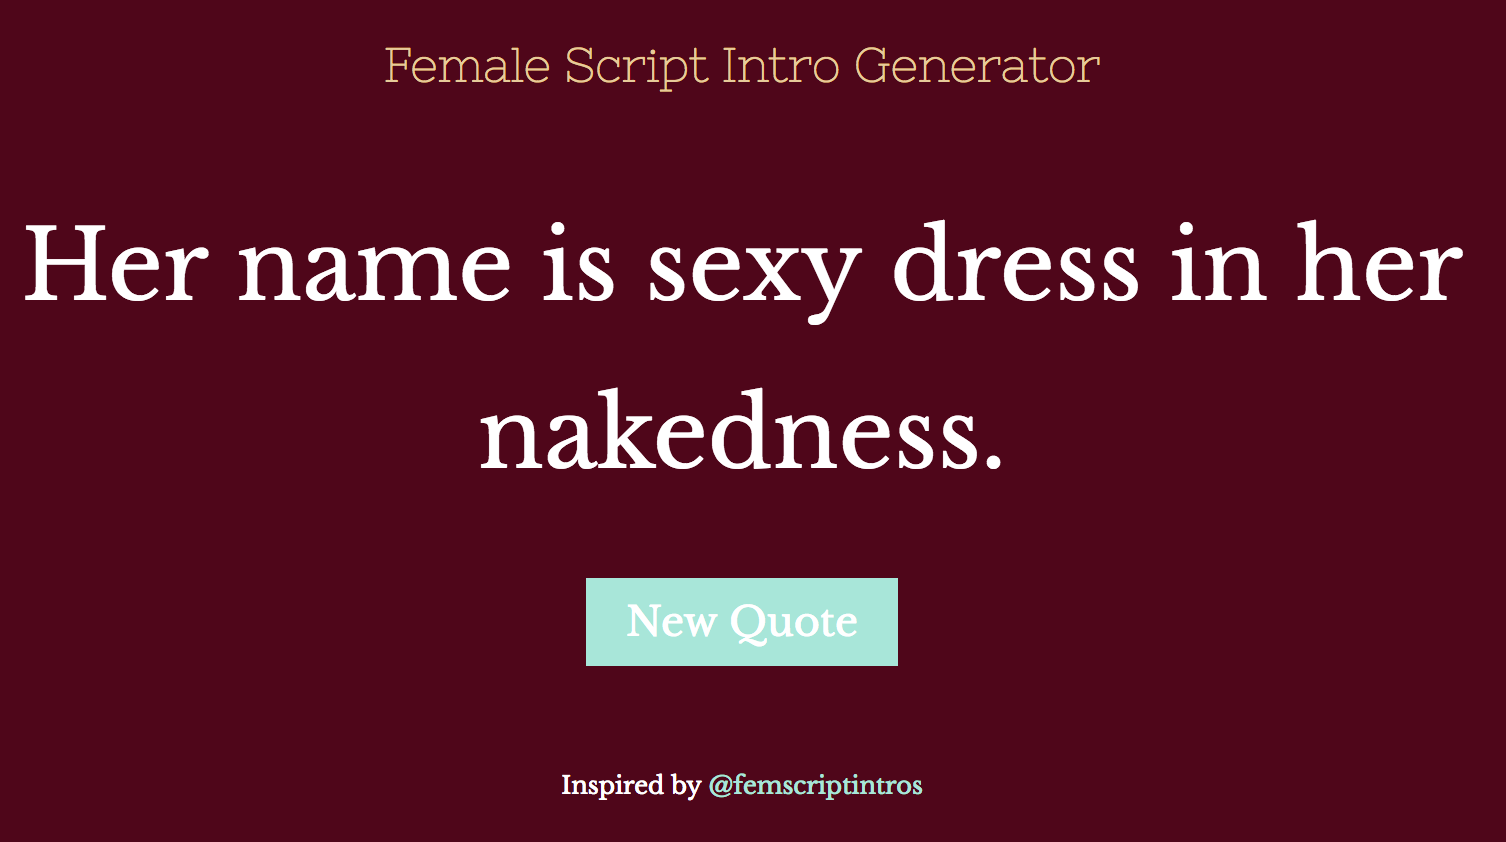 Female Script Intro Generator
Her name is sexy dress in her
nakedness.
New Quote
Inspired by @femscriptintros